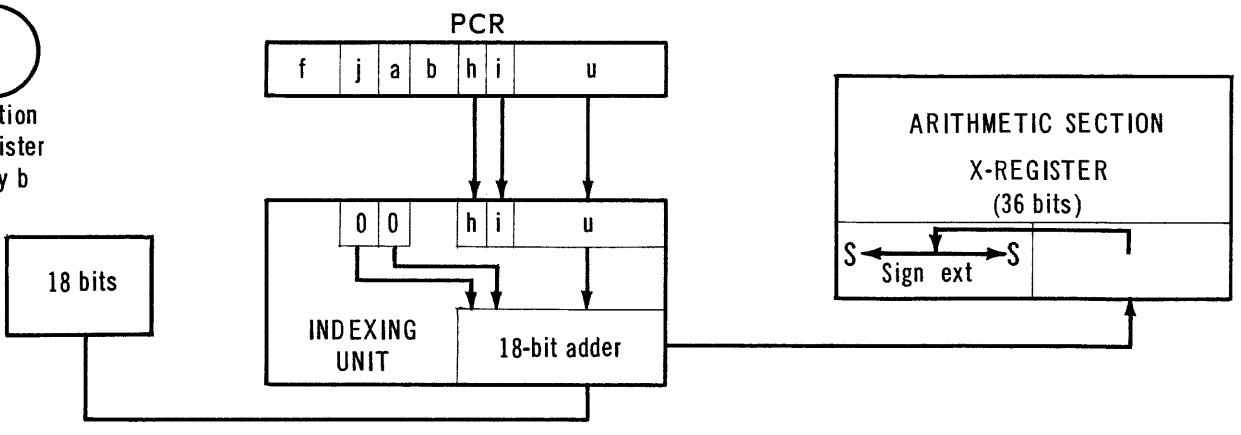 PCR
f j a b h i u
tion
ister
y b
ARITHMETIC SECTION
X-REGISTER
(36 bits)
0 0 h i u
S S
Sign ext
18 bits
INDEXING
UNIT
18-bit adder